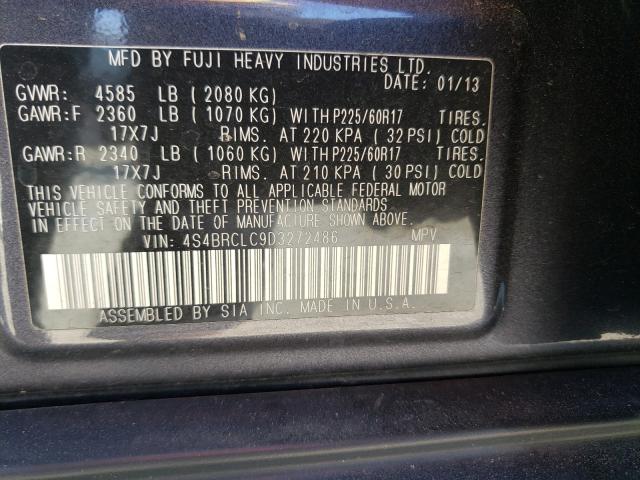 MFD BY FUJI HEAVY INDUSTRIES LTD.
DATE: 01/13
GVWR: 4585 LB ( 2080 KG)
GAWR:F 2360 LB ( 1070 KG) WITH P225/60R17 TIRES.
17X7J RIMS. AT 220 KPA ( 32 PSI) COLD
GAWR:R 2340 LB ( 1060 KG) WITH P225/60R17 TIRES.
17X7J RIMS. AT 210 KPA ( 30 PSI) COLD
THIS VEHICLE CONFORMS TO ALL APPLICABLE FEDERAL MOTOR
VEHICLE SAFETY AND THEFT PREVENTION STANDARDS
IN EFFECT ON THE DATE OF MANUFACTURE SHOWN ABOVE.
VIN: 4S4BRCLC9D3272486 MPV
ASSEMBLED BY SIA INC. MADE IN U.S.A.